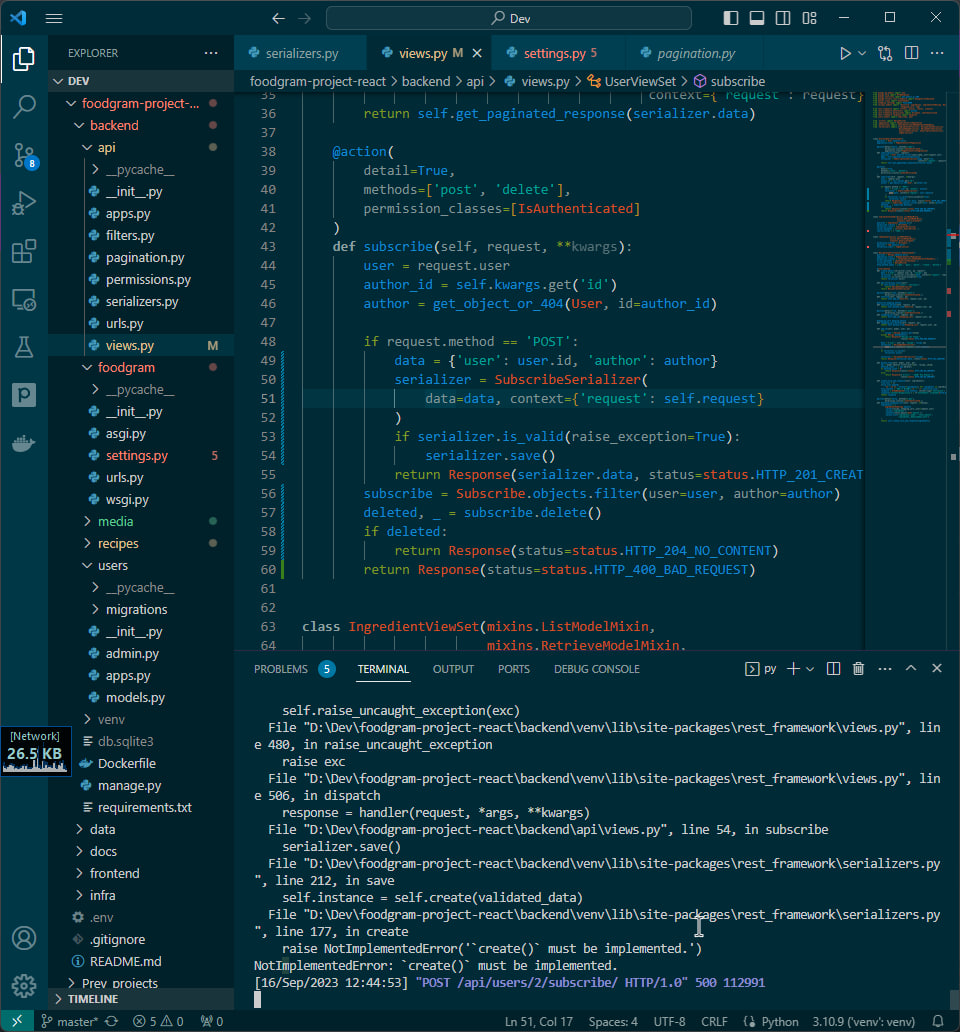 Dev
EXPLORER
DEV
foodgram-project-...
backend
api
__pycache__
__init__.py
apps.py
filters.py
pagination.py
permissions.py
serializers.py
urls.py
views.py M
foodgram
__pycache__
__init__.py
asgi.py
settings.py 5
urls.py
wsgi.py
media
recipes
users
__pycache__
migrations
__init__.py
admin.py
apps.py
models.py
venv
db.sqlite3
Dockerfile
manage.py
requirements.txt
data
docs
frontend
infra
.env
.gitignore
README.md
Prev_projects
TIMELINE
8
[Network]
26.5 KB
serializers.py
views.py M
settings.py 5
pagination.py
foodgram-project-react > backend > api > views.py > UserViewSet > subscribe
35 context={'request': request}
36 return self.get_paginated_response(serializer.data)
37
38 @action(
39 detail=True,
40 methods=['post', 'delete'],
41 permission_classes=[IsAuthenticated]
42 )
43 def subscribe(self, request, **kwargs):
44 user = request.user
45 author_id = self.kwargs.get('id')
46 author = get_object_or_404(User, id=author_id)
47
48 if request.method == 'POST':
49 data = {'user': user.id, 'author': author}
50 serializer = SubscribeSerializer(
51 data=data, context={'request': self.request}
52 )
53 if serializer.is_valid(raise_exception=True):
54 serializer.save()
55 return Response(serializer.data, status=status.HTTP_201_CREAT
56 subscribe = Subscribe.objects.filter(user=user, author=author)
57 deleted, _ = subscribe.delete()
58 if deleted:
59 return Response(status=status.HTTP_204_NO_CONTENT)
60 return Response(status=status.HTTP_400_BAD_REQUEST)
61
62
63 class IngredientViewSet(mixins.ListModelMixin,
64 mixins.RetrieveModelMixin,
PROBLEMS 5 TERMINAL OUTPUT PORTS DEBUG CONSOLE py
self.raise_uncaught_exception(exc)
File "D:\Dev\foodgram-project-react\backend\venv\lib\site-packages\rest_framework\views.py", lin
e 480, in raise_uncaught_exception
raise exc
File "D:\Dev\foodgram-project-react\backend\venv\lib\site-packages\rest_framework\views.py", lin
e 506, in dispatch
response = handler(request, *args, **kwargs)
File "D:\Dev\foodgram-project-react\backend\api\views.py", line 54, in subscribe
serializer.save()
File "D:\Dev\foodgram-project-react\backend\venv\lib\site-packages\rest_framework\serializers.py
", line 212, in save
self.instance = self.create(validated_data)
File "D:\Dev\foodgram-project-react\backend\venv\lib\site-packages\rest_framework\serializers.py
", line 177, in create
raise NotImplementedError('`create()` must be implemented.')
NotImplementedError: `create()` must be implemented.
[16/Sep/2023 12:44:53] "POST /api/users/2/subscribe/ HTTP/1.0" 500 112991
master* 5 0 0 Ln 51, Col 17 Spaces: 4 UTF-8 CRLF Python 3.10.9 ('venv': venv)